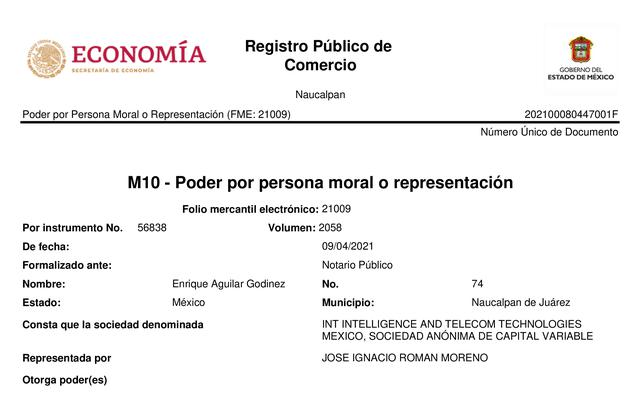 ECONOMÍA
SECRETARÍA DE ECONOMÍA
Registro Público de
Comercio
GOBIERNO DEL
ESTADO DE MÉXICO
Naucalpan
Poder por Persona Moral o Representación (FME: 21009) 202100080447001F
Número Único de Documento
M10 - Poder por persona moral o representación
Folio mercantil electrónico: 21009
Por instrumento No. 56838 Volumen: 2058
De fecha: 09/04/2021
Formalizado ante: Notario Público
Nombre: Enrique Aguilar Godinez No. 74
Estado: México Municipio: Naucalpan de Juárez
Consta que la sociedad denominada INT INTELLIGENCE AND TELECOM TECHNOLOGIES
MEXICO, SOCIEDAD ANÓNIMA DE CAPITAL VARIABLE
Representada por JOSE IGNACIO ROMAN MORENO
Otorga poder(es)